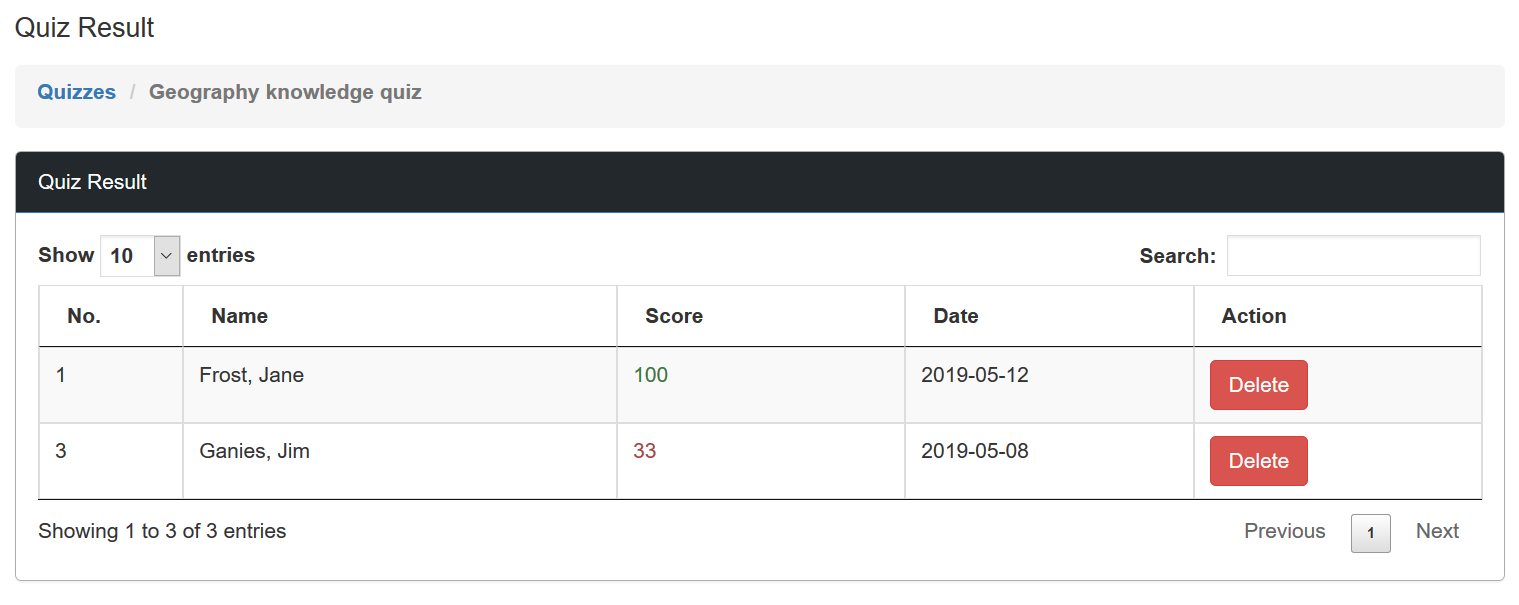 Quiz Result
Quizzes / Geography knowledge quiz
Quiz Result
Show 10 entries Search:
No. Name Score Date Action
1 Frost, Jane 100 2019-05-12 Delete
3 Ganies, Jim 33 2019-05-08 Delete
Showing 1 to 3 of 3 entries Previous 1 Next